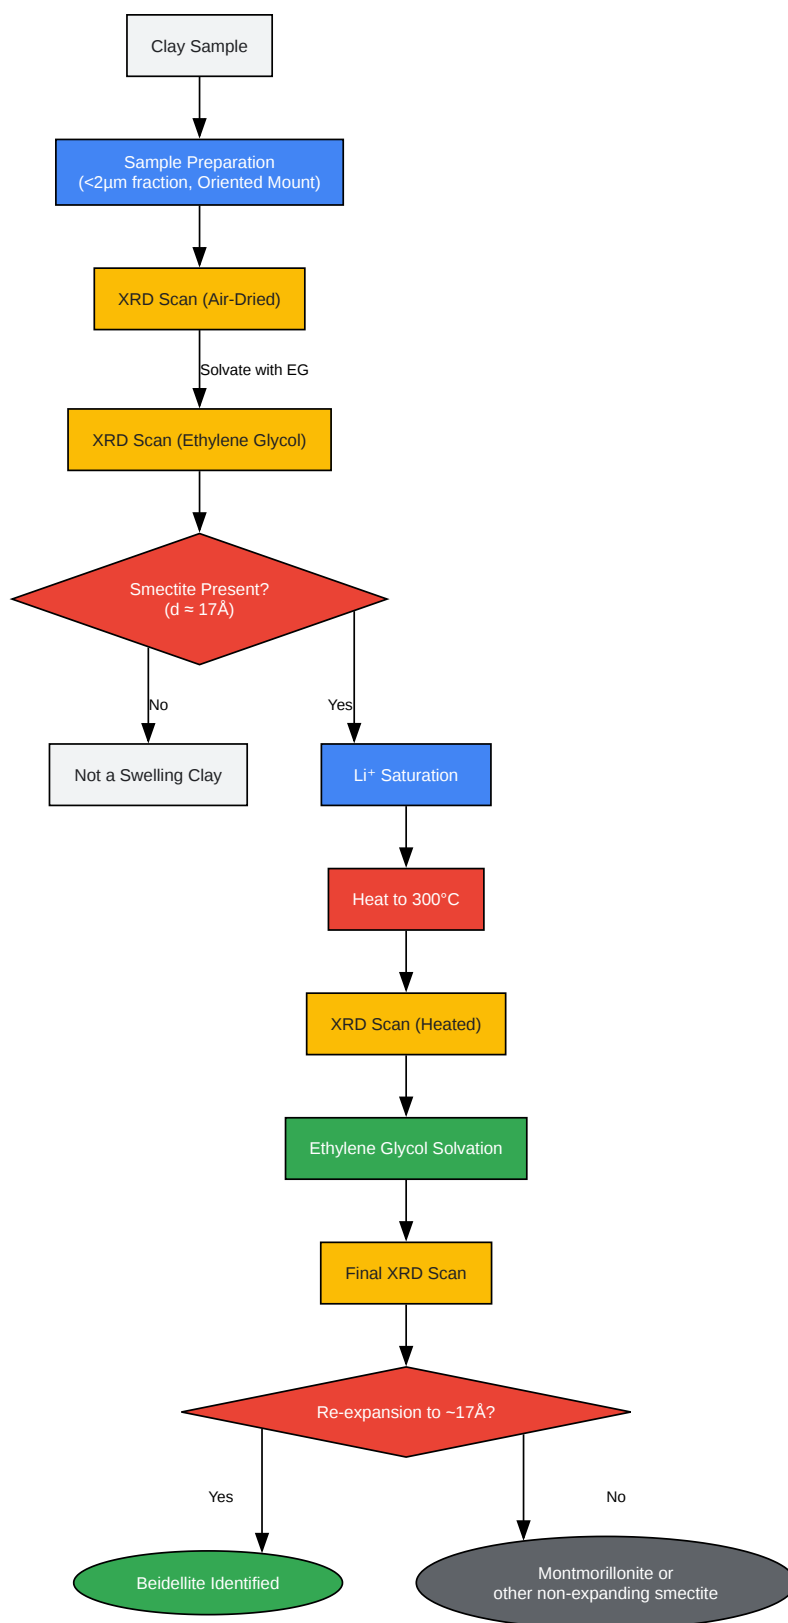 Clay Sample
Sample Preparation
(<2µm fraction, Oriented Mount)
XRD Scan (Air-Dried)
Solvate with EG
XRD Scan (Ethylene Glycol)
Smectite Present?
(d ≈ 17Å)
No
Yes
Not a Swelling Clay
Li⁺ Saturation
Heat to 300°C
XRD Scan (Heated)
Ethylene Glycol Solvation
Final XRD Scan
Re-expansion to ~17Å?
Yes
No
Beidellite Identified
Montmorillonite or
other non-expanding smectite